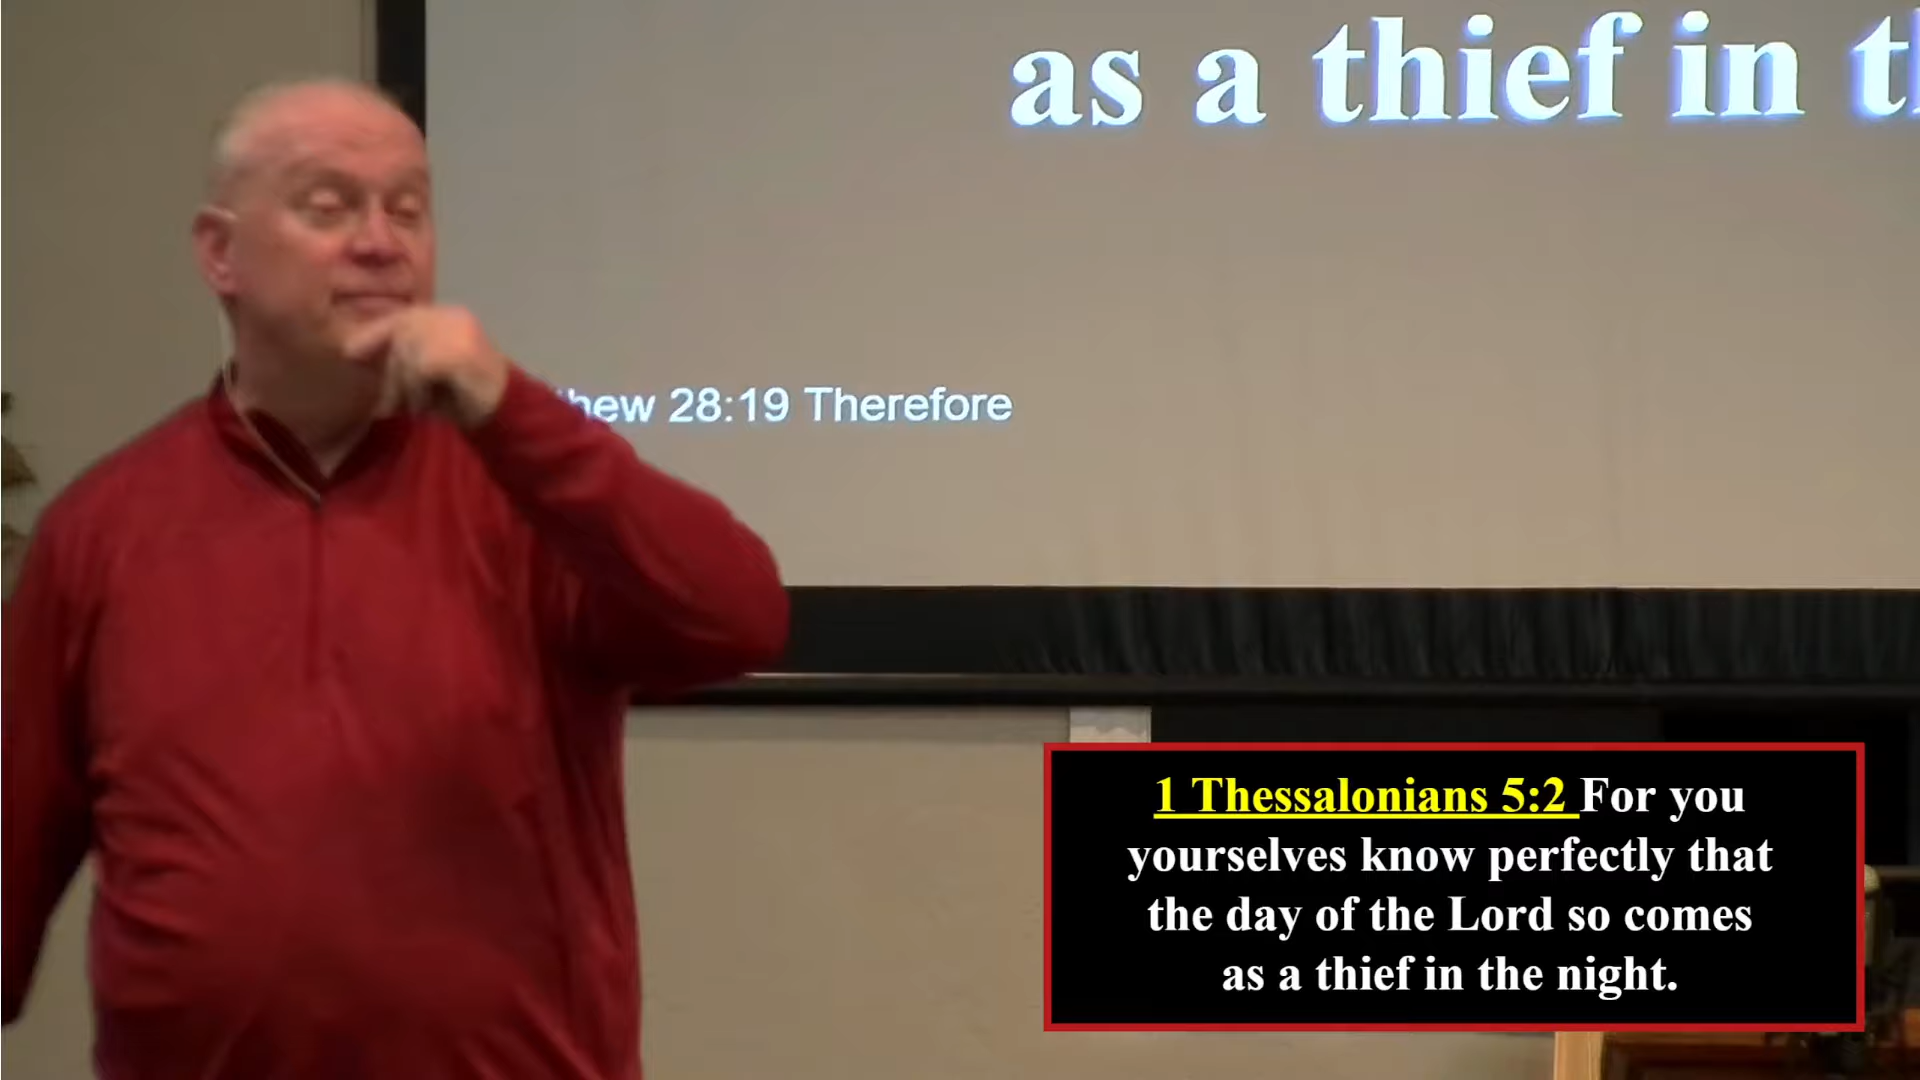 as a thief in
28:19 Therefore
1 Thessalonians 5:2 For you
yourselves know perfectly that
the day of the Lord so comes
as a thief in the night.